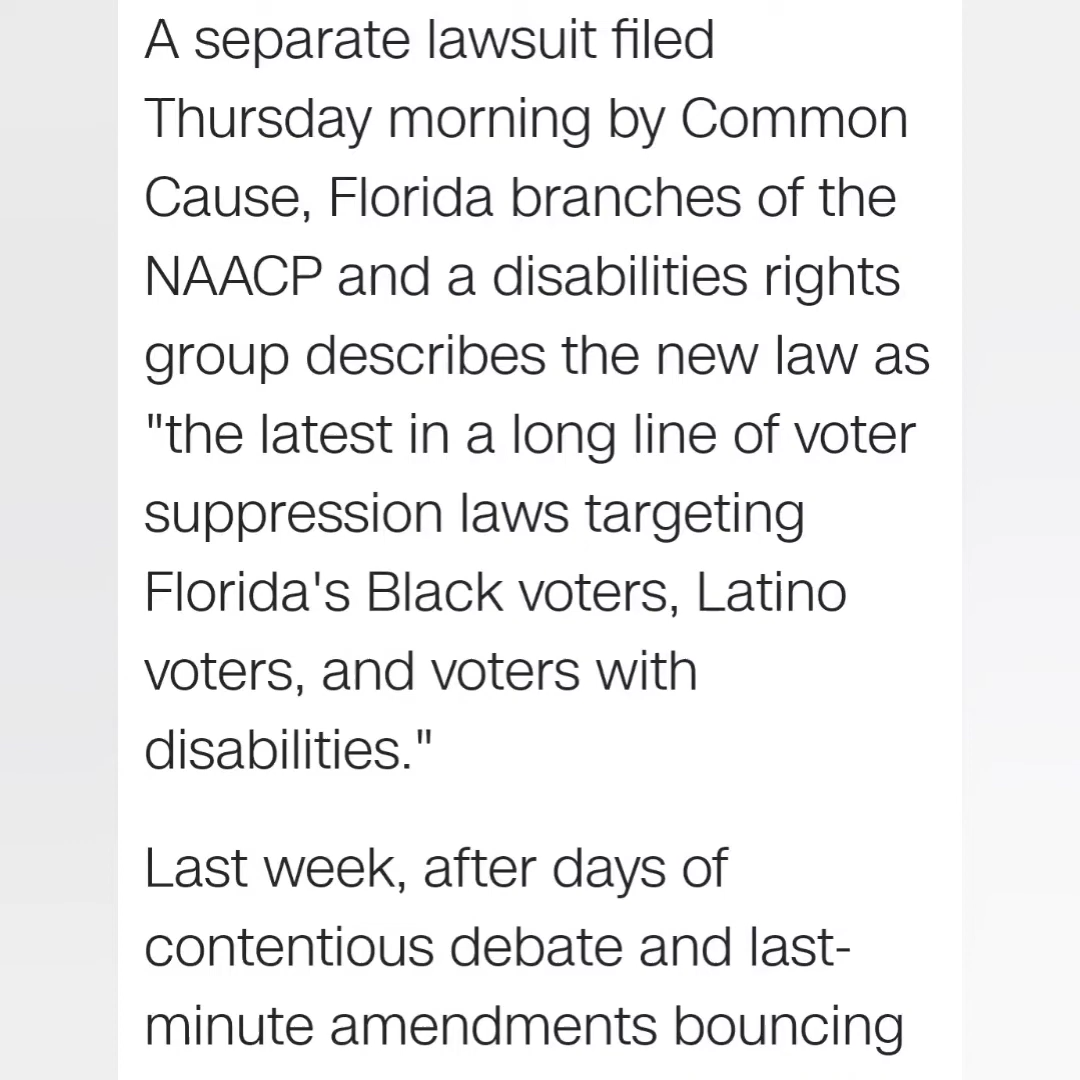 A separate lawsuit filed
Thursday morning by Common
Cause, Florida branches of the
NAACP and a disabilities rights
group describes the new law as
"the latest in a long line of voter
suppression laws targeting
Florida's Black voters, Latino
voters, and voters with
disabilities."
Last week, after days of
contentious debate and last-
minute amendments bouncing